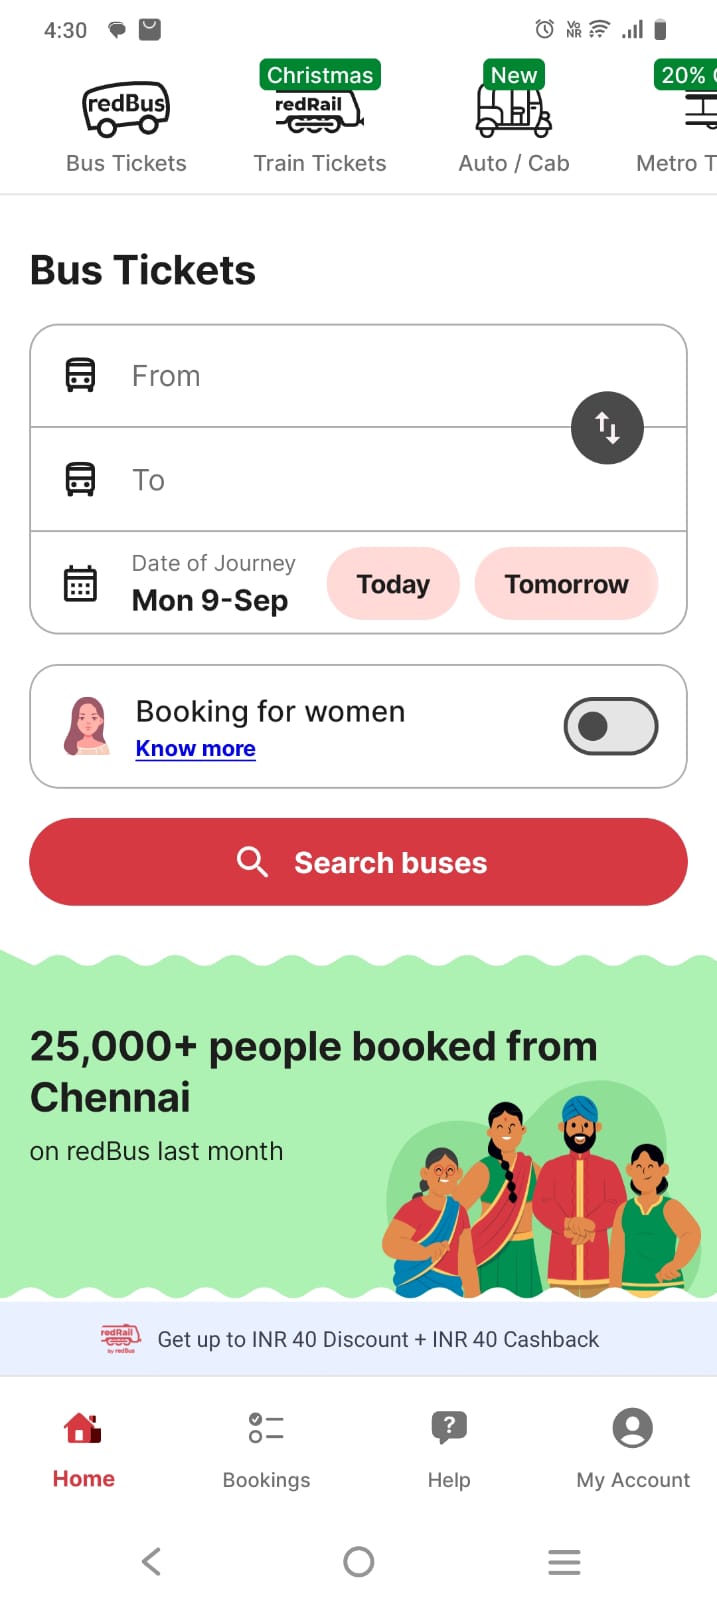 4:30
Vo
NR
redBus
Christmas
redRail
New
20%
Bus Tickets
Train Tickets
Auto / Cab
Metro T
Bus Tickets
From
To
Date of Journey
Mon 9-Sep
Today
Tomorrow
Booking for women
Know more
Search buses
25,000+ people booked from
Chennai
on redBus last month
redRail
by redBus
Get up to INR 40 Discount + INR 40 Cashback
Home
Bookings
Help
My Account